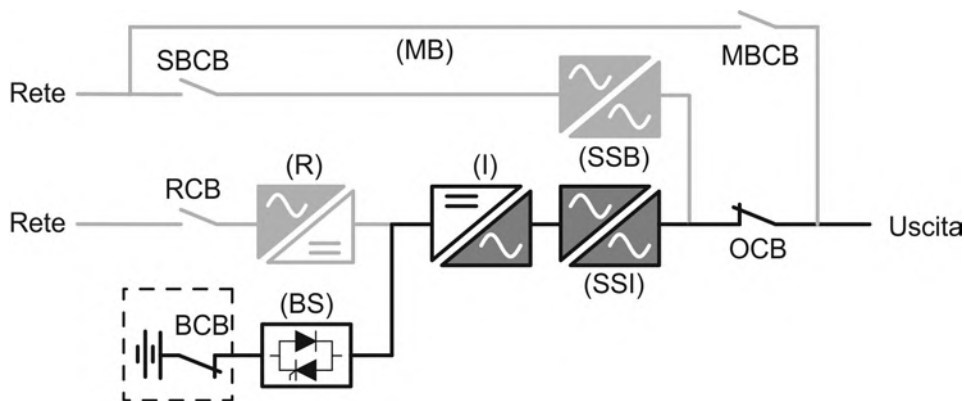 (MB)
MBCB
SBCB
Rete
(SSB)
(R)
(I)
RCB
Rete
Uscita
OCB
(SSI)
(BS)
BCB